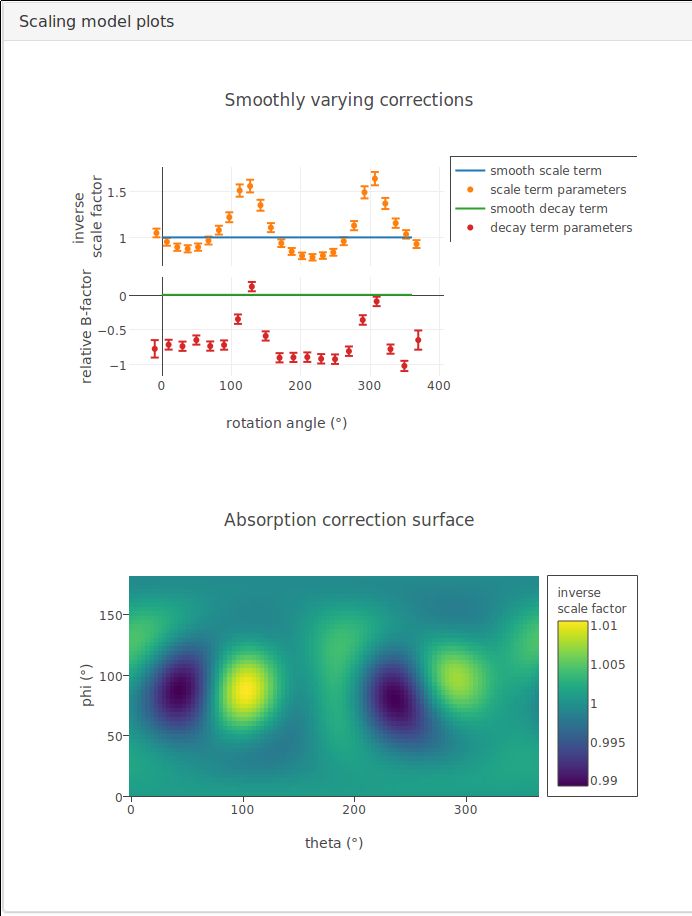 Scaling model plots
Smoothly varying corrections
inverse
scale factor
1.5
1
smooth scale term
scale term parameters
smooth decay term
decay term parameters
relative B-factor
0
−0.5
−1
0 100 200 300 400
rotation angle (°)
Absorption correction surface
phi (°)
150
100
50
0
0 100 200 300
theta (°)
inverse
scale factor
1.01
1.005
1
0.995
0.99